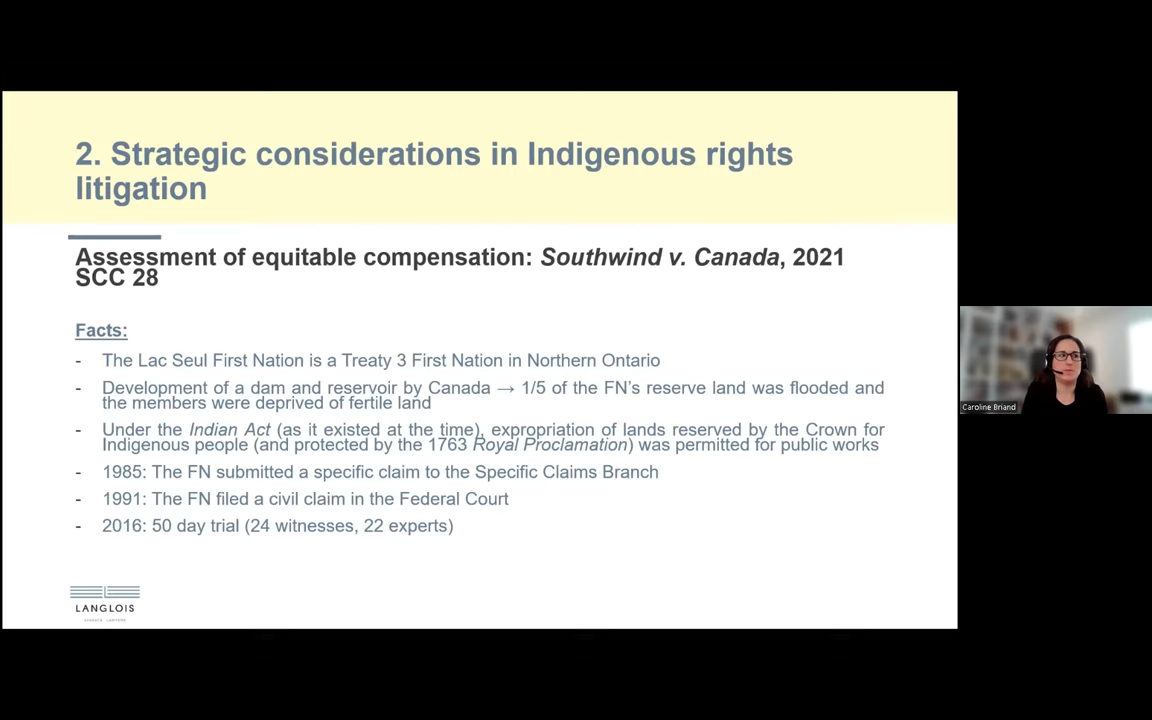 2. Strategic considerations in Indigenous rights
litigation
Assessment of equitable compensation: Southwind v. Canada, 2021
SCC 28
Facts:
- The Lac Seul First Nation is a Treaty 3 First Nation in Northern Ontario
- Development of a dam and reservoir by Canada → 1/5 of the FN's reserve land was flooded and
the members were deprived of fertile land
- Under the Indian Act (as it existed at the time), expropriation of lands reserved by the Crown for
Indigenous people (and protected by the 1763 Royal Proclamation) was permitted for public works
- 1985: The FN submitted a specific claim to the Specific Claims Branch
- 1991: The FN filed a civil claim in the Federal Court
- 2016: 50 day trial (24 witnesses, 22 experts)
LANGLOIS
Caroline Briand